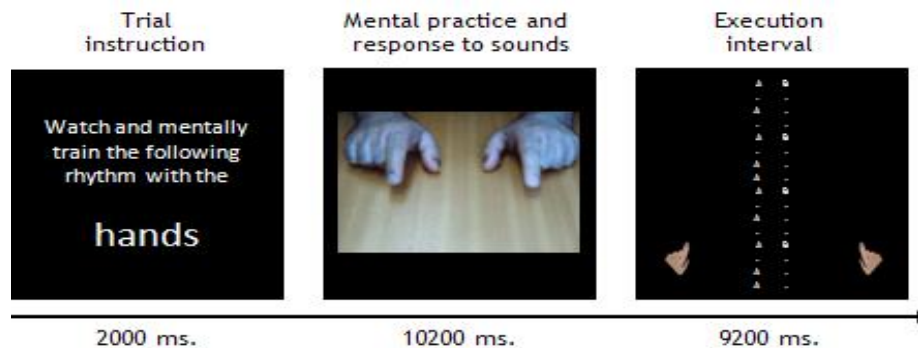 Trial
instruction
Mental practice and
response to sounds
Execution
interval
Watch and mentally
train the following
rhythm with the
hands
2000 ms.
10200 ms.
9200 ms.